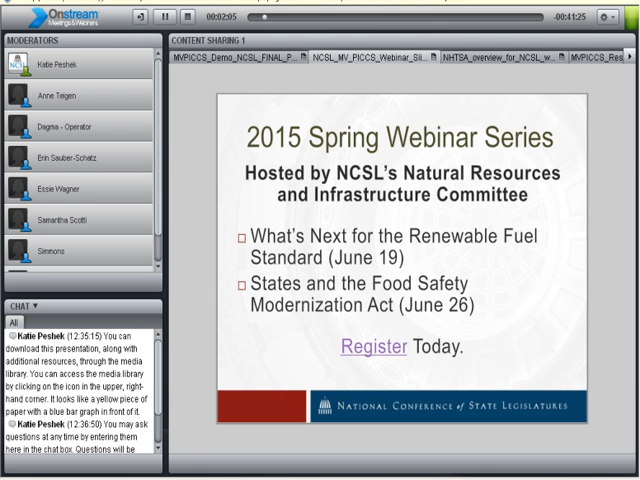 Onstream
Meetings & Webinars
00:02:05
-00:41:25
MODERATORS
NCSL
Katie Peshek
Anne Teigen
Dagma - Operator
Erin Sauber-Schatz
Essie Wagner
Samantha Scotti
Simmons
CHAT
All
Katie Peshek (12:35:15) You can
download this presentation, along with
additional resources, through the media
library. You can access the media library
by clicking on the icon in the upper, right-
hand corner. It looks like a yellow piece of
paper with a blue bar graph in front of it.
Katie Peshek (12:36:50) You may ask
questions at any time by entering them
here in the chat box. Questions will be
CONTENT SHARING 1
MVPICCS_Demo_NCSL_FINAL_P... NCSL_MV_PICCS_Webinar_Sli... NHTSA_overview_for_NCSL_w... MVPICCS_Res
2015 Spring Webinar Series
Hosted by NCSL's Natural Resources
and Infrastructure Committee
What's Next for the Renewable Fuel
Standard (June 19)
States and the Food Safety
Modernization Act (June 26)
Register Today.
NATIONAL CONFERENCE of STATE LEGISLATURES